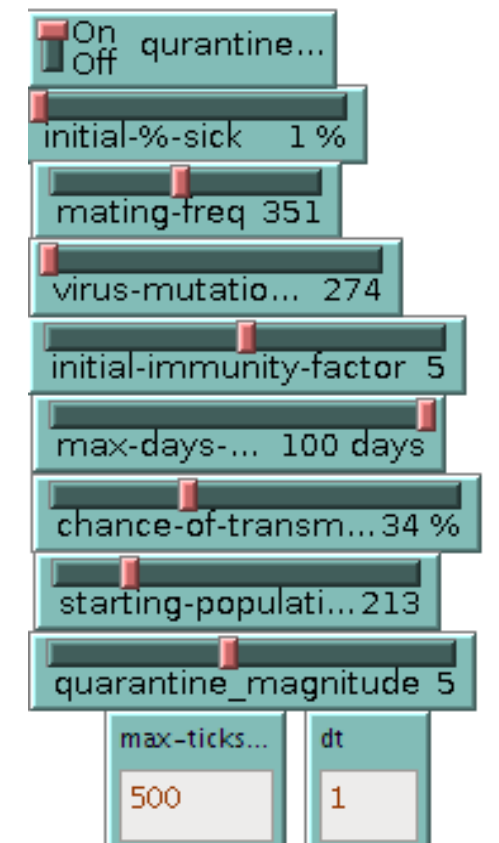 On
Off qurantine...
initial-%-sick 1 %
mating-freq 351
virus-mutatio... 274
initial-immunity-factor 5
max-days-... 100 days
chance-of-transm... 34 %
starting-populati... 213
quarantine_magnitude 5
max-ticks... dt
500 1